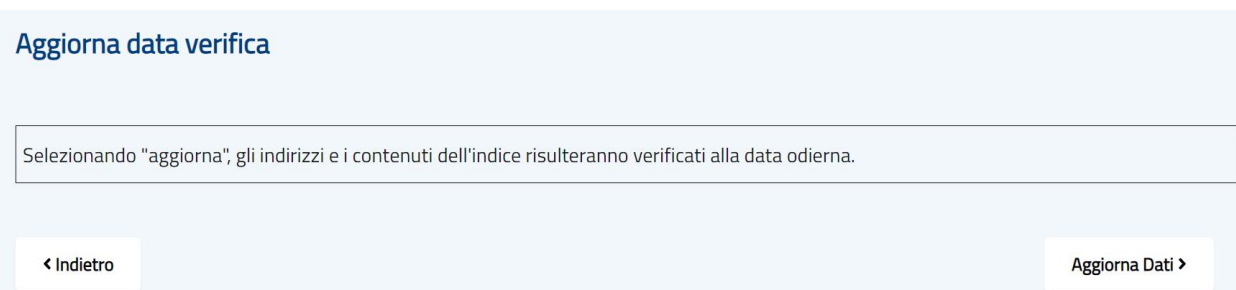 Aggiorna data verifica
Selezionando "aggiorna", gli indirizzi e i contenuti dell'indice risulteranno verificati alla data odierna.
< Indietro
Aggiorna Dati >